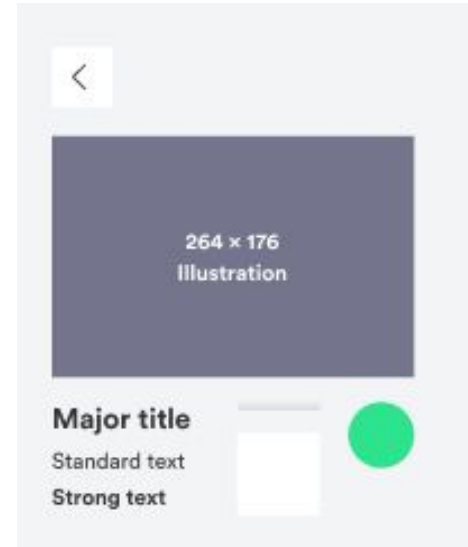 264 × 176
Illustration
Major title
Standard text
Strong text